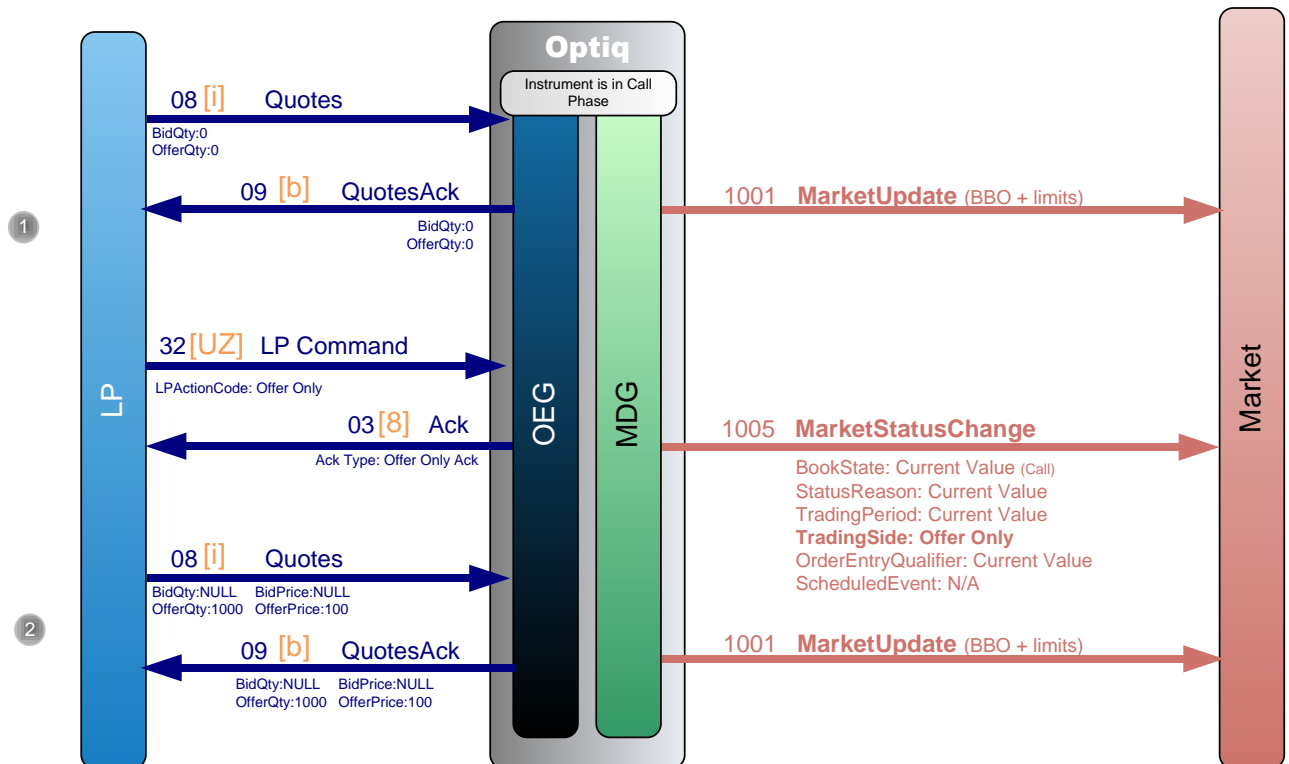 Optiq
Instrument is in Call
Phase
08 [i] Quotes
BidQty:0
OfferQty:0
09 [b] QuotesAck
BidQty:0
OfferQty:0
1001 MarketUpdate (BBO + limits)
1
32 [UZ] LP Command
LPActionCode: Offer Only
LP
OEG
MDG
Market
03 [8] Ack
Ack Type: Offer Only Ack
1005 MarketStatusChange
BookState: Current Value (Call)
StatusReason: Current Value
TradingPeriod: Current Value
TradingSide: Offer Only
OrderEntryQualifier: Current Value
ScheduledEvent: N/A
08 [i] Quotes
BidQty:NULL BidPrice:NULL
OfferQty:1000 OfferPrice:100
2
09 [b] QuotesAck
BidQty:NULL BidPrice:NULL
OfferQty:1000 OfferPrice:100
1001 MarketUpdate (BBO + limits)